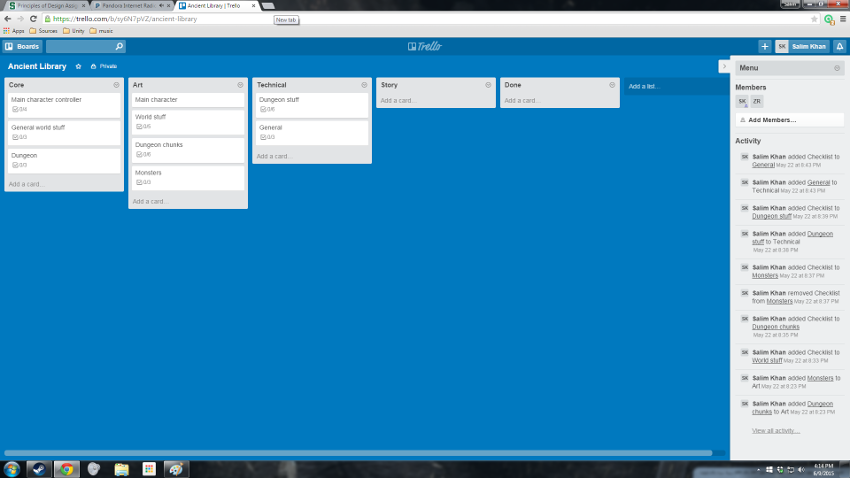 Principles of Design Assig
Pandora Internet Radio
Ancient Library | Trello
Salim
New tab
https://trello.com/b/sy6N7pVZ/ancient-library
Apps Sources Unity music
Boards
Trello
SK Salim Khan
Ancient Library
Private
Core
Main character controller
0/4
General world stuff
0/3
Dungeon
0/3
Add a card...
Art
Main character
World stuff
0/6
Dungeon chunks
0/6
Monsters
0/3
Add a card...
Technical
Dungeon stuff
0/6
General
0/3
Add a card...
Story
Add a card...
Done
Add a card...
Add a list...
Menu
Members
SK ZR
Add Members...
Activity
SK Salim Khan added Checklist to
General May 22 at 8:43 PM
SK Salim Khan added General to
Technical May 22 at 8:43 PM
SK Salim Khan added Checklist to
Dungeon stuff May 22 at 8:39 PM
SK Salim Khan added Dungeon
stuff to Technical
May 22 at 8:38 PM
SK Salim Khan added Checklist to
Monsters May 22 at 8:37 PM
SK Salim Khan removed Checklist
from Monsters May 22 at 8:37 PM
SK Salim Khan added Checklist to
Dungeon chunks
May 22 at 8:35 PM
SK Salim Khan added Checklist to
World stuff May 22 at 8:33 PM
SK Salim Khan added Monsters to
Art May 22 at 8:23 PM
SK Salim Khan added Dungeon
chunks to Art May 22 at 8:23 PM
View all activity...
6:14 PM
6/9/2015